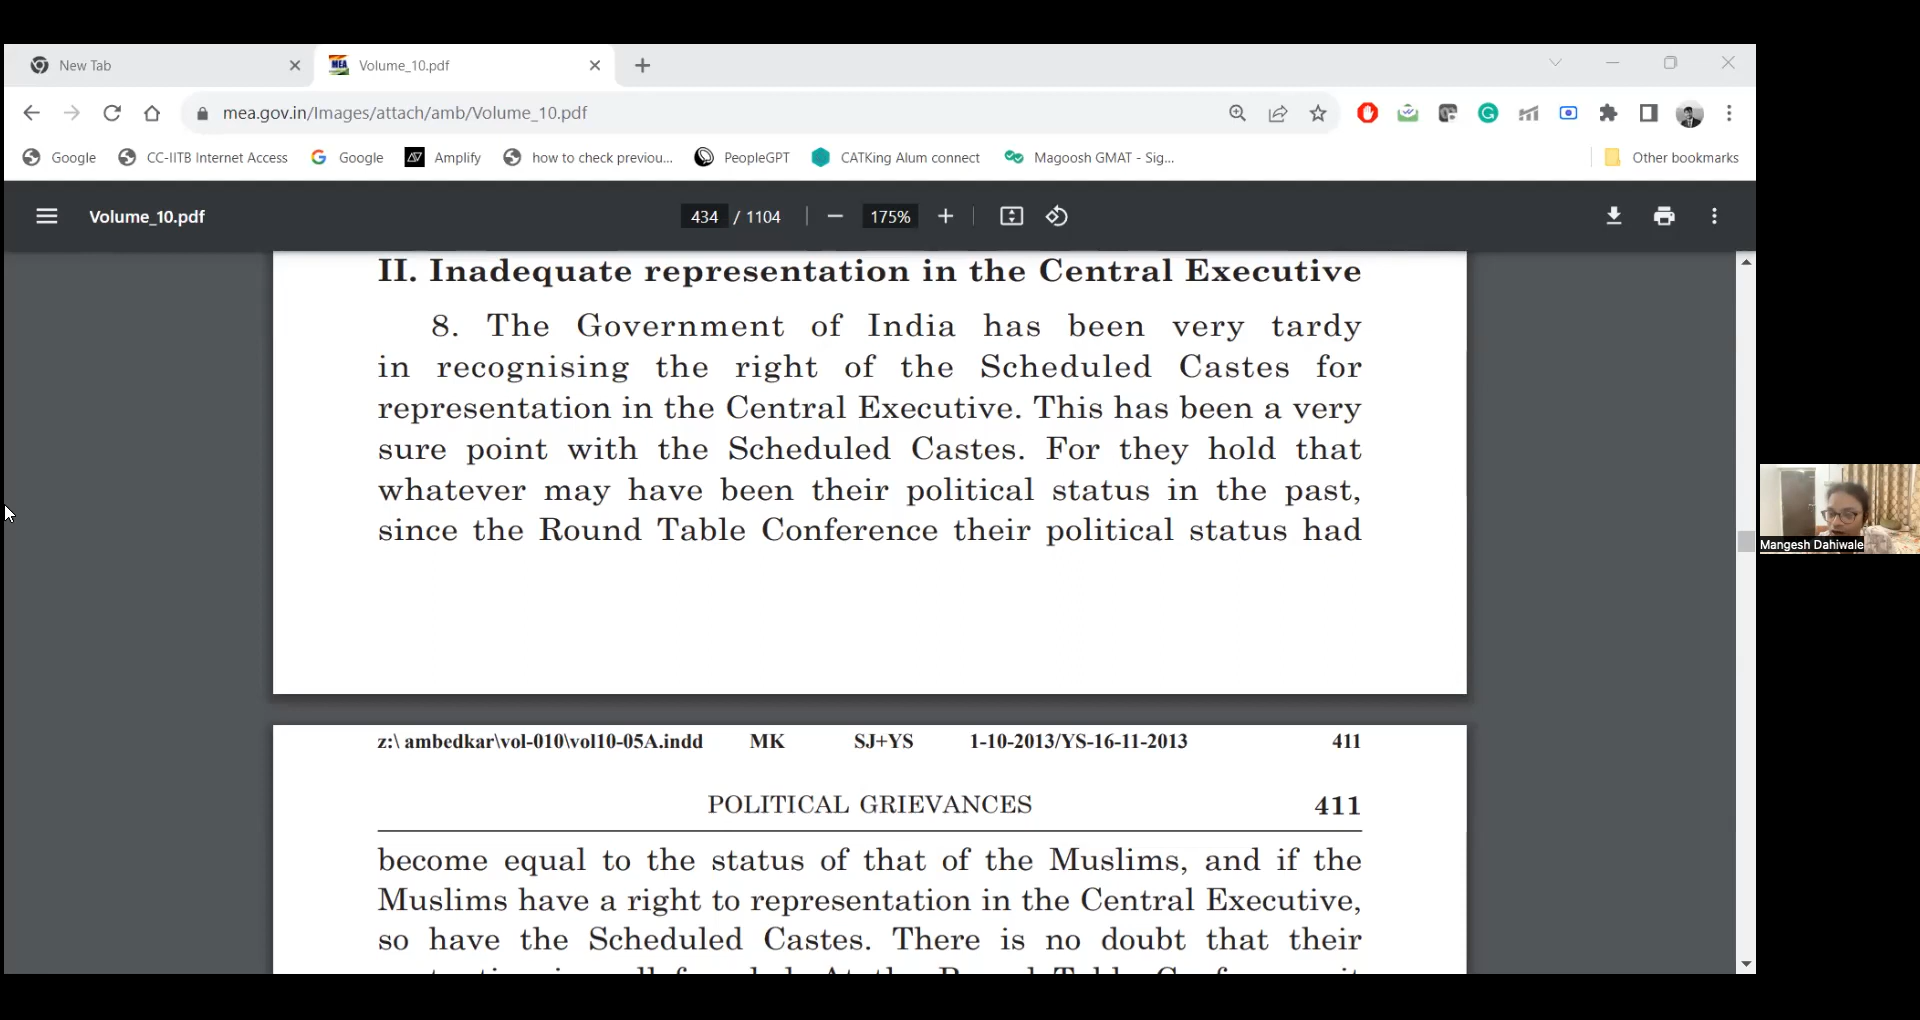 New Tab
Volume_10.pdf
mea.gov.in/Images/attach/amb/Volume_10.pdf
Google
CC-IITB Internet Access
Google
Amplify
how to check previou...
PeopleGPT
CATKing Alum connect
Magoosh GMAT - Sig...
Other bookmarks
Volume_10.pdf
434 / 1104
175%
II. Inadequate representation in the Central Executive
8. The Government of India has been very tardy
in recognising the right of the Scheduled Castes for
representation in the Central Executive. This has been a very
sure point with the Scheduled Castes. For they hold that
whatever may have been their political status in the past,
since the Round Table Conference their political status had
Mangesh Dahiwale
z:\ ambedkar\vol-010\vol10-05A.indd MK SJ+YS 1-10-2013/YS-16-11-2013 411
POLITICAL GRIEVANCES 411
become equal to the status of that of the Muslims, and if the
Muslims have a right to representation in the Central Executive,
so have the Scheduled Castes. There is no doubt that their